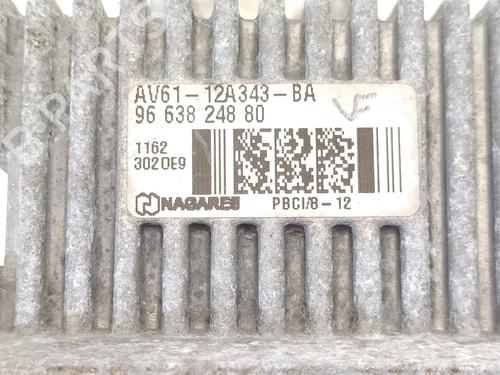 AV61-12A343-BA
96 638 248 80
1162
3020E9
NAGARES
PBCI/8-12